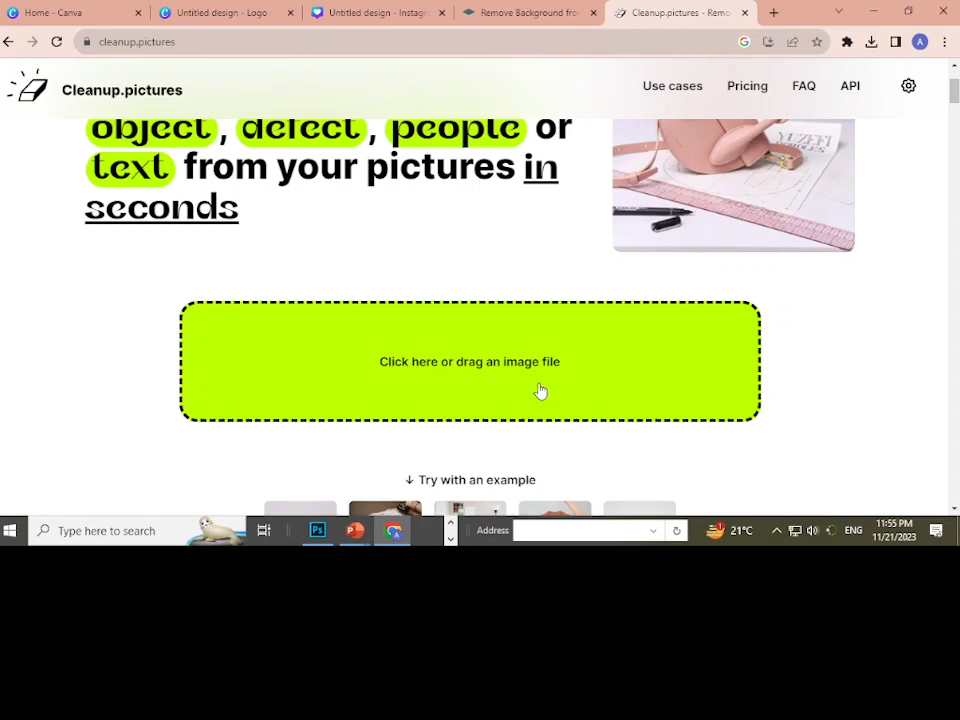 Home - Canva
Untitled design - Logo
Untitled design - Instagr
Remove Background fro
Cleanup.pictures - Remo
cleanup.pictures
Cleanup.pictures
Use cases
Pricing
FAQ
API
object, defect, people or
text from your pictures in
seconds
Click here or drag an image file
↓ Try with an example
Type here to search
Ps
Address
1
21°C
ENG
11:55 PM
11/21/2023